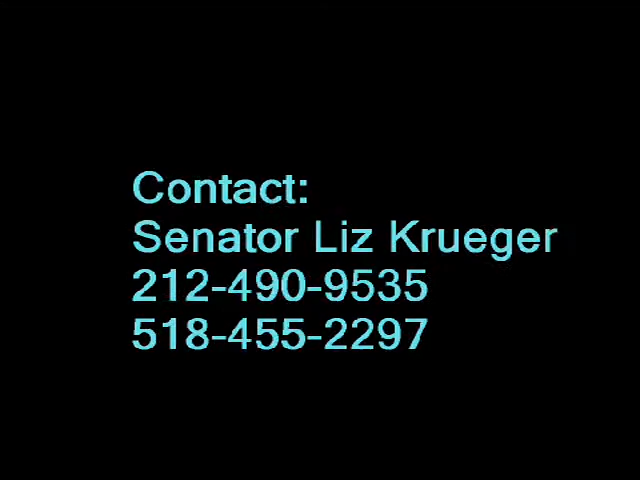 Contact:
Senator Liz Krueger
212-490-9535
518-455-2297